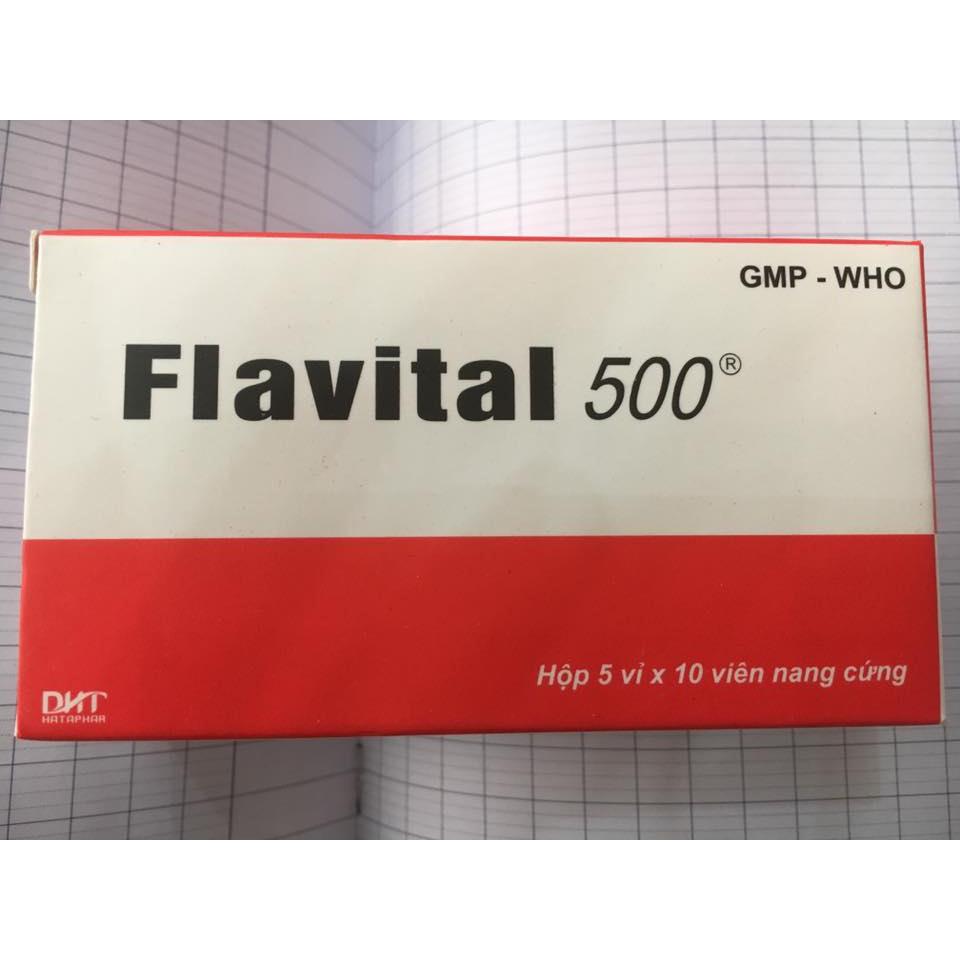 GMP - WHO
Flavital 500®
Hộp 5 vỉ x 10 viên nang cứng
DHT
HATAPHAR